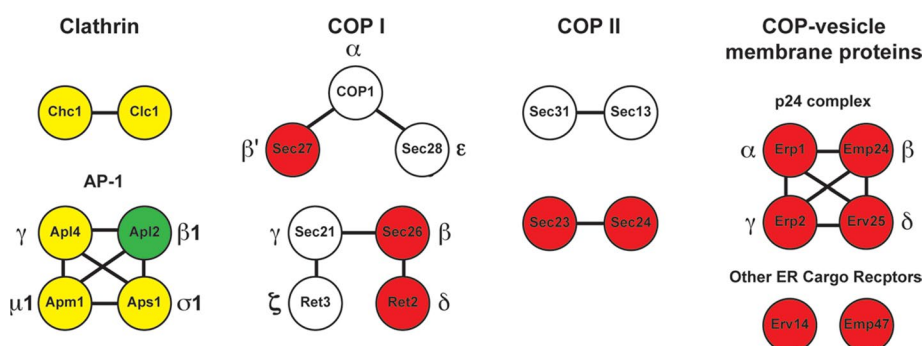 Clathrin
Chc1 Clc1
AP-1
γ Apl4 Apl2 β1
μ1 Apm1 Aps1 σ1
COP I
α
COP1
β' Sec27 Sec28 ε
γ Sec21 Sec26 β
ζ Ret3 Ret2 δ
COP II
Sec31 Sec13
Sec23 Sec24
COP-vesicle
membrane proteins
p24 complex
α Erp1 Emp24 β
γ Erp2 Erv25 δ
Other ER Cargo Recptors
Erv14 Emp47